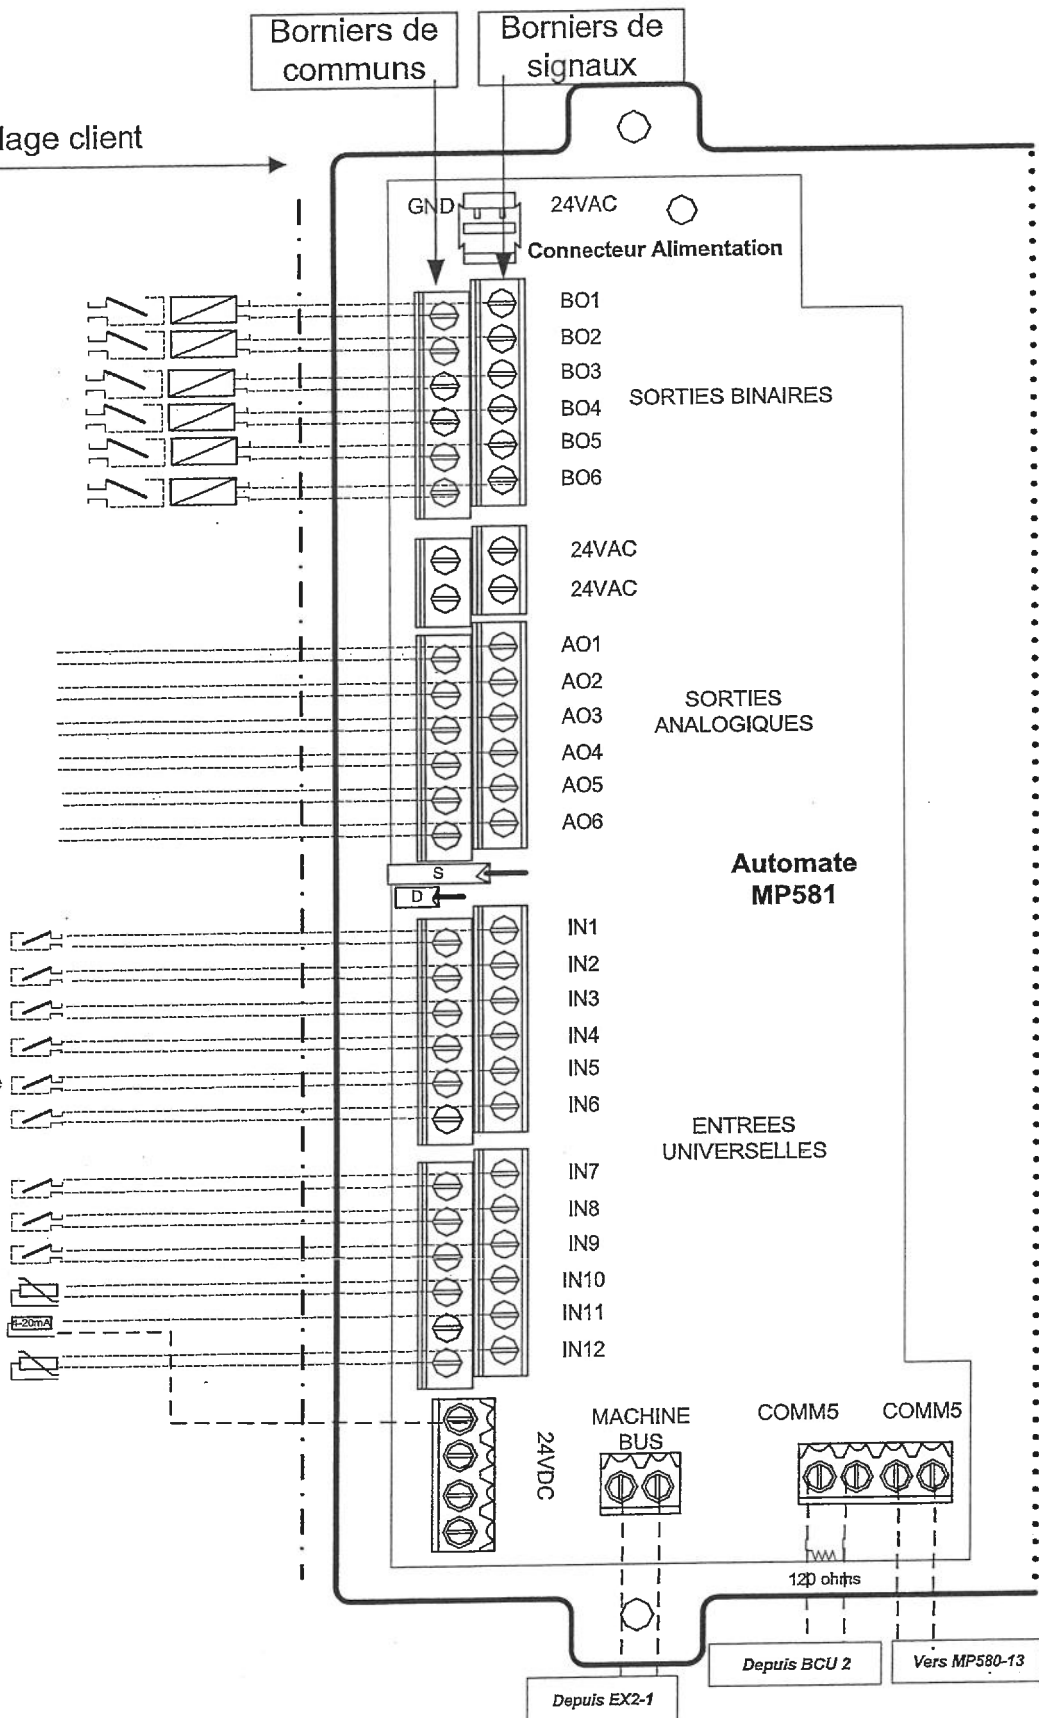 Borniers de
communs
Borniers de
signaux
lage client
GND
24VAC
Connecteur Alimentation
BO1
BO2
BO3
SORTIES BINAIRES
BO4
BO5
BO6
24VAC
24VAC
AO1
AO2
SORTIES
ANALOGIQUES
AO3
AO4
AO5
AO6
S
D
Automate
MP581
IN1
IN2
IN3
IN4
IN5
IN6
ENTREES
UNIVERSELLES
IN7
IN8
IN9
IN10
IN11
4-20mA
IN12
24VDC
MACHINE
BUS
COMM5
COMM5
120 ohms
Depuis BCU 2
Vers MP580-13
Depuis EX2-1